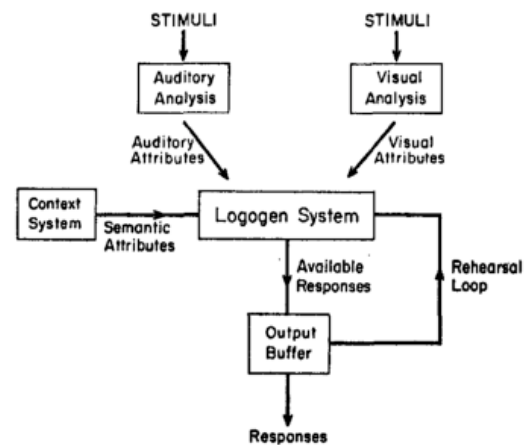 STIMULI
STIMULI
Auditory
Analysis
Visual
Analysis
Auditory
Attributes
Visual
Attributes
Context
System
Semantic
Attributes
Logogen System
Available
Responses
Rehearsal
Loop
Output
Buffer
Responses